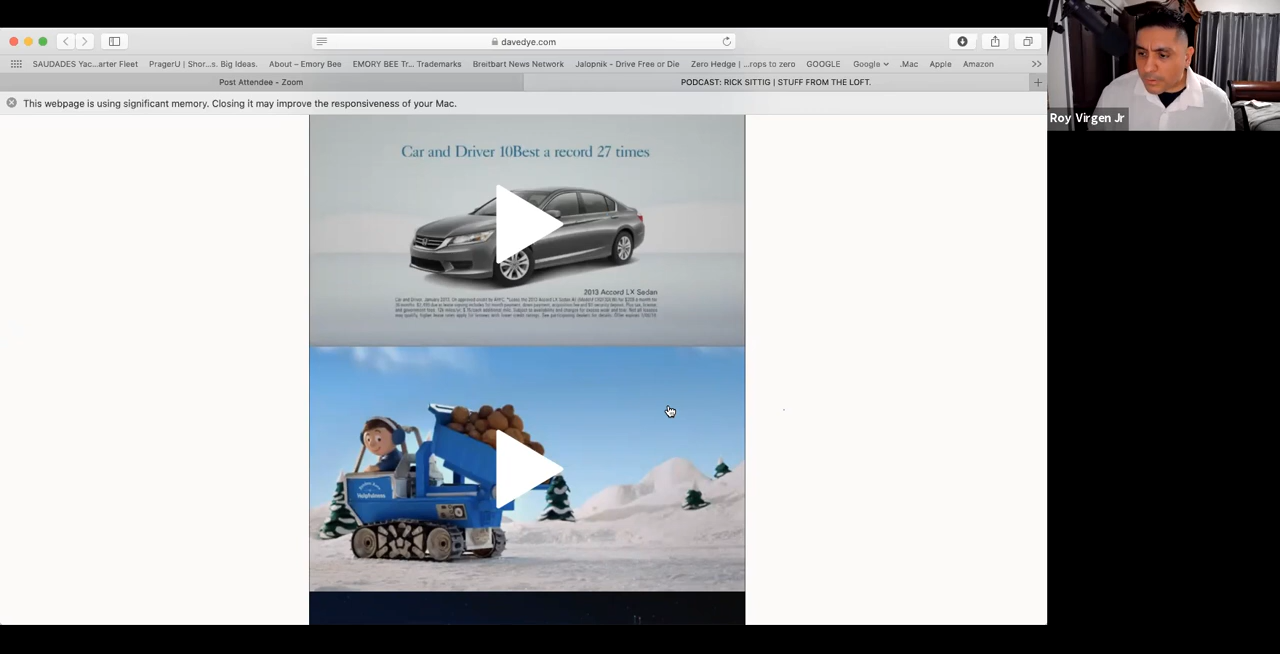 davedye.com
SAUDADES Yac...arter Fleet
PragerU | Shor...s. Big Ideas.
About – Emory Bee
EMORY BEE Tr... Trademarks
Breitbart News Network
Jalopnik – Drive Free or Die
Zero Hedge | ...rops to zero
GOOGLE
Google
.Mac
Apple
Amazon
Post Attendee - Zoom
PODCAST: RICK SITTIG | STUFF FROM THE LOFT.
This webpage is using significant memory. Closing it may improve the responsiveness of your Mac.
Roy Virgen Jr
Car and Driver 10Best a record 27 times
2013 Accord LX Sedan
Helpfulness